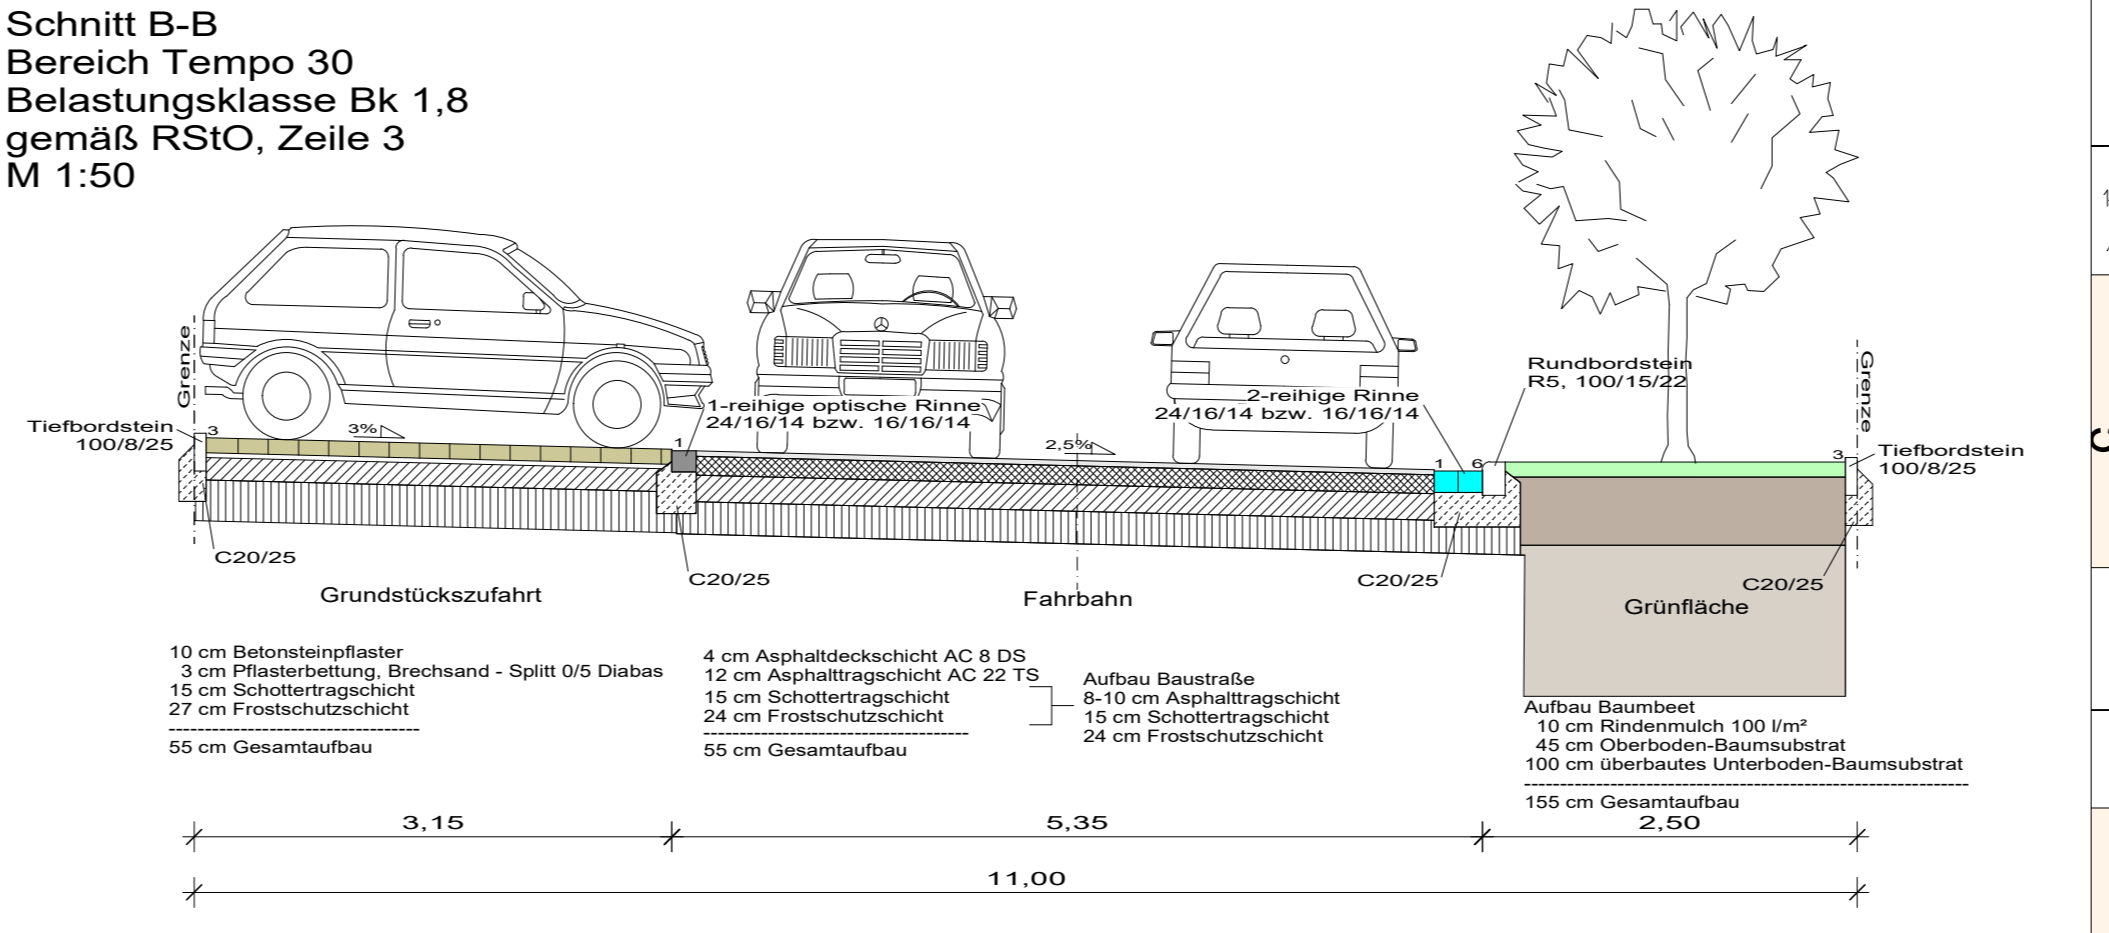 Schnitt B-B
Bereich Tempo 30
Belastungsklasse Bk 1,8
gemäß RStO, Zeile 3
M 1:50
Grenze
Tiefbordstein
100/8/25
3
3%
1
1-reihige optische Rinne
24/16/14 bzw. 16/16/14
2,5%
2-reihige Rinne
24/16/14 bzw. 16/16/14
1
6
Rundbordstein
R5, 100/15/22
Grenze
3
Tiefbordstein
100/8/25
C20/25
C20/25
C20/25
C20/25
Grundstückszufahrt
Fahrbahn
Grünfläche
10 cm Betonsteinpflaster
3 cm Pflasterbettung, Brechsand - Splitt 0/5 Diabas
15 cm Schottertragschicht
27 cm Frostschutzschicht
-----------------------------------
55 cm Gesamtaufbau
4 cm Asphaltdeckschicht AC 8 DS
12 cm Asphalttragschicht AC 22 TS
15 cm Schottertragschicht
24 cm Frostschutzschicht
-------------------------------------
55 cm Gesamtaufbau
Aufbau Baustraße
8-10 cm Asphalttragschicht
15 cm Schottertragschicht
24 cm Frostschutzschicht
Aufbau Baumbeet
10 cm Rindenmulch 100 l/m²
45 cm Oberboden-Baumsubstrat
100 cm überbautes Unterboden-Baumsubstrat
--------------------------------------------------------------
155 cm Gesamtaufbau
3,15
5,35
2,50
11,00